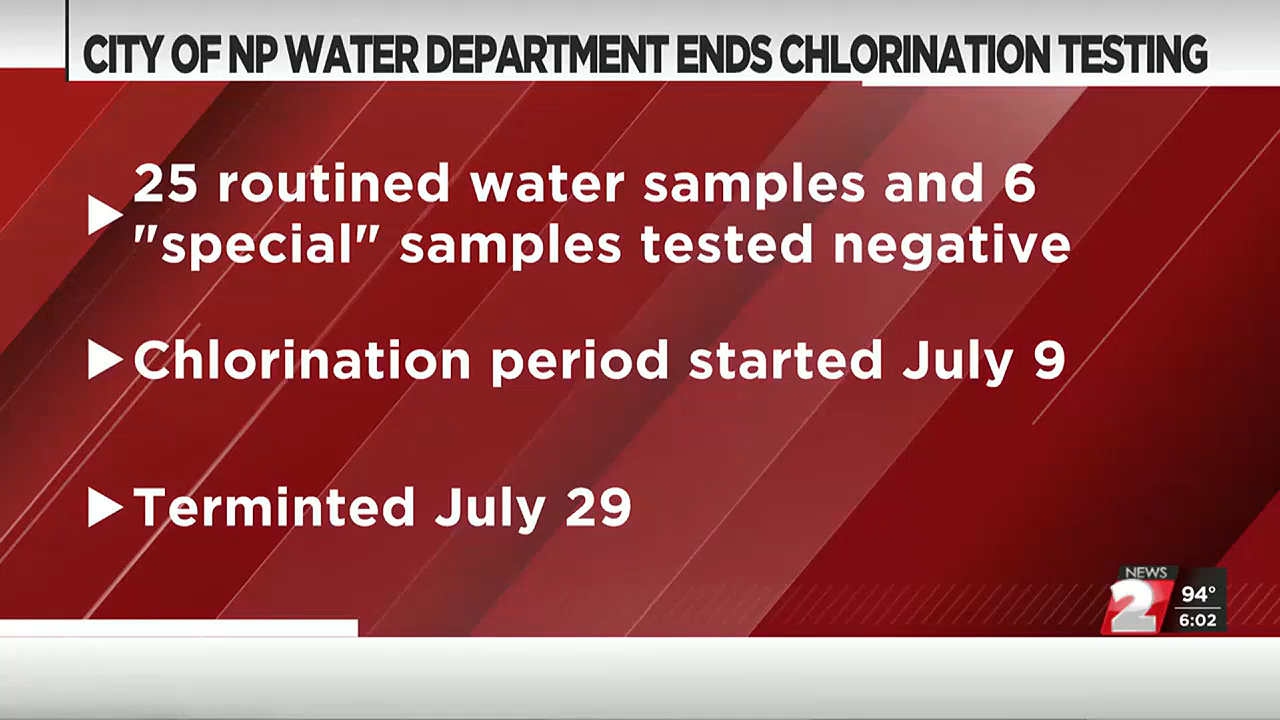 CITY OF NP WATER DEPARTMENT ENDS CHLORINATION TESTING
25 routined water samples and 6
"special" samples tested negative
Chlorination period started July 9
Terminted July 29
NEWS
2
94°
6:02